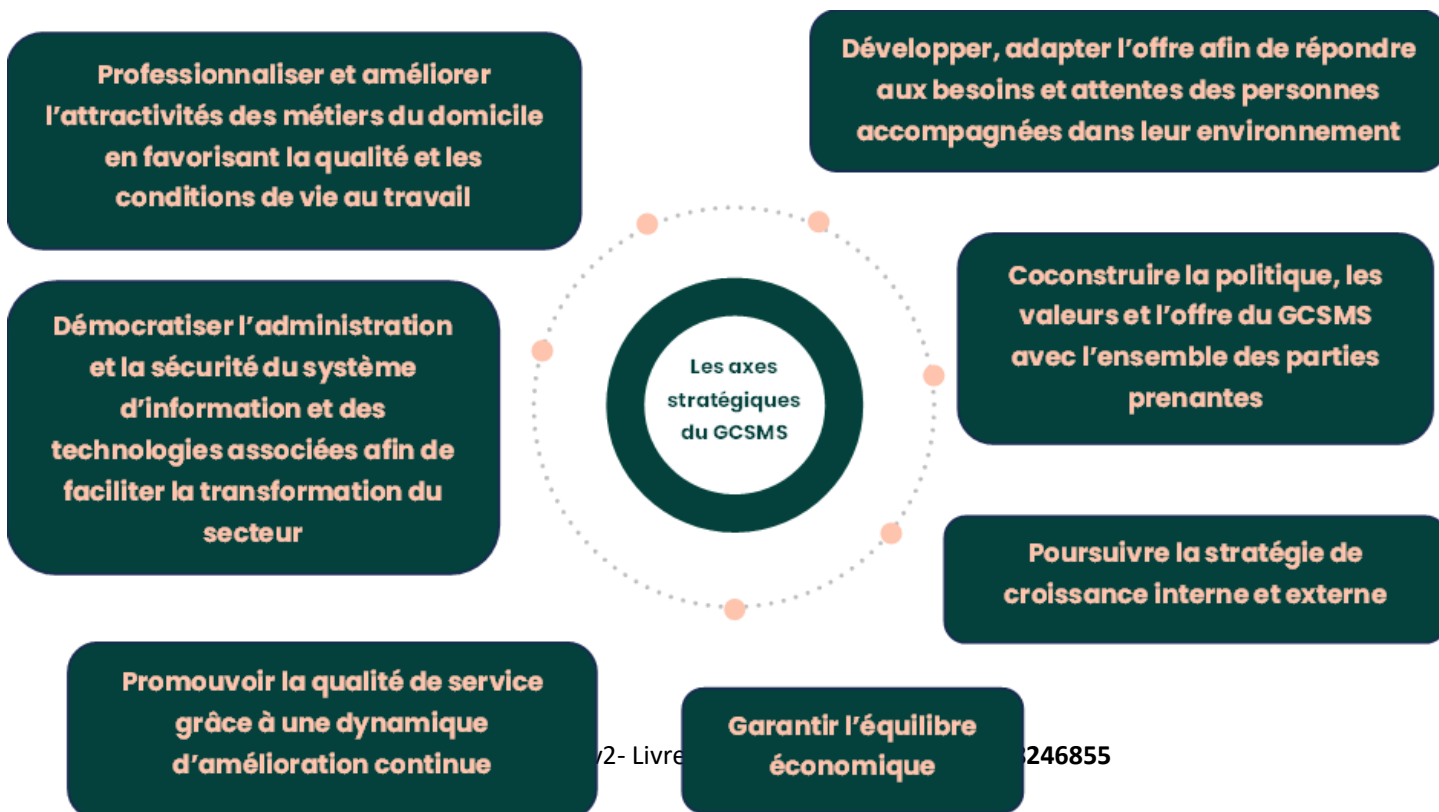 Professionnaliser et améliorer
l'attractivités des métiers du domicile
en favorisant la qualité et les
conditions de vie au travail
Développer, adapter l'offre afin de répondre
aux besoins et attentes des personnes
accompagnées dans leur environnement
Démocratiser l'administration
et la sécurité du système
d'information et des
technologies associées afin de
faciliter la transformation du
secteur
Les axes
stratégiques
du GCSMS
Coconstruire la politique, les
valeurs et l'offre du GCSMS
avec l'ensemble des parties
prenantes
Poursuivre la stratégie de
croissance interne et externe
Promouvoir la qualité de service
grâce à une dynamique
d'amélioration continue
Garantir l'équilibre
économique
v2- Livre
246855